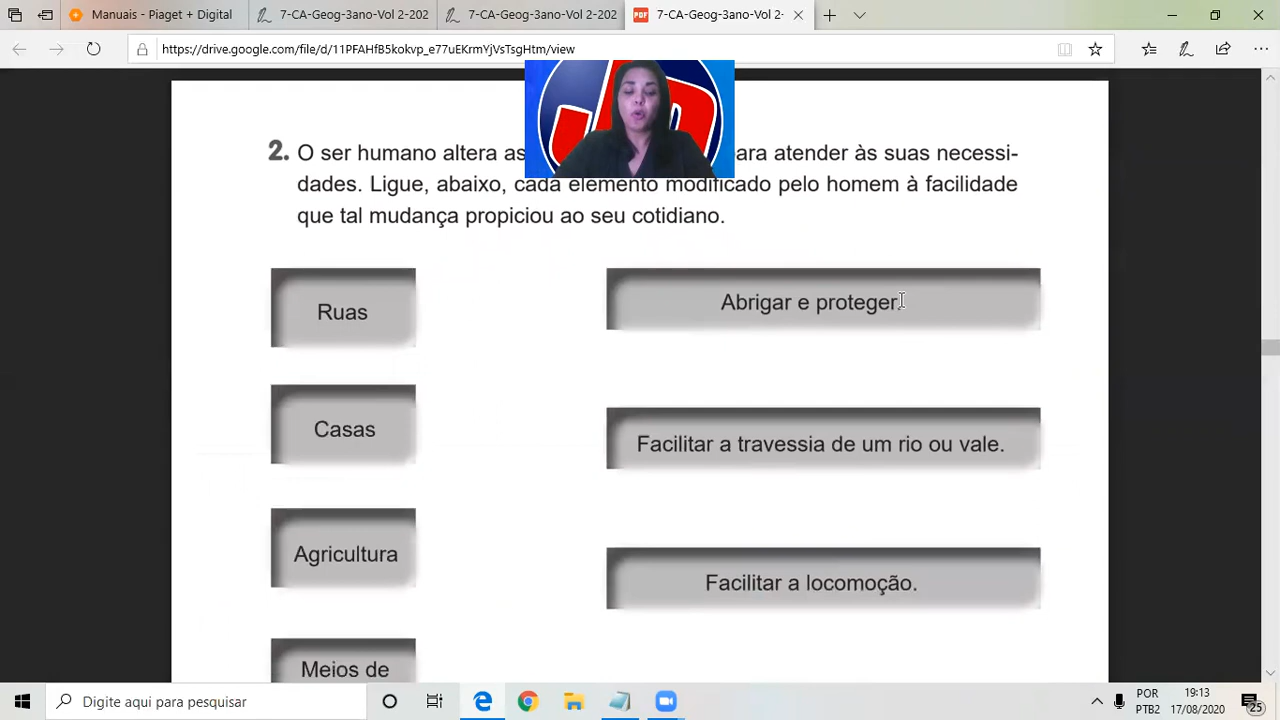 Manuais - Piaget + Digital
7-CA-Geog-3ano-Vol 2-202
7-CA-Geog-3ano-Vol 2-202
7-CA-Geog-3ano-Vol 2-
PDF
https://drive.google.com/file/d/11PFAHfB5kokvp_e77uEKrmYjVsTsgHtm/view
JD
2. O ser humano altera as ara atender às suas necessi-
dades. Ligue, abaixo, cada elemento modificado pelo homem à facilidade
que tal mudança propiciou ao seu cotidiano.
Ruas
Abrigar e proteger.
Casas
Facilitar a travessia de um rio ou vale.
Agricultura
Facilitar a locomoção.
Meios de
Digite aqui para pesquisar
POR
PTB2
19:13
17/08/2020
25